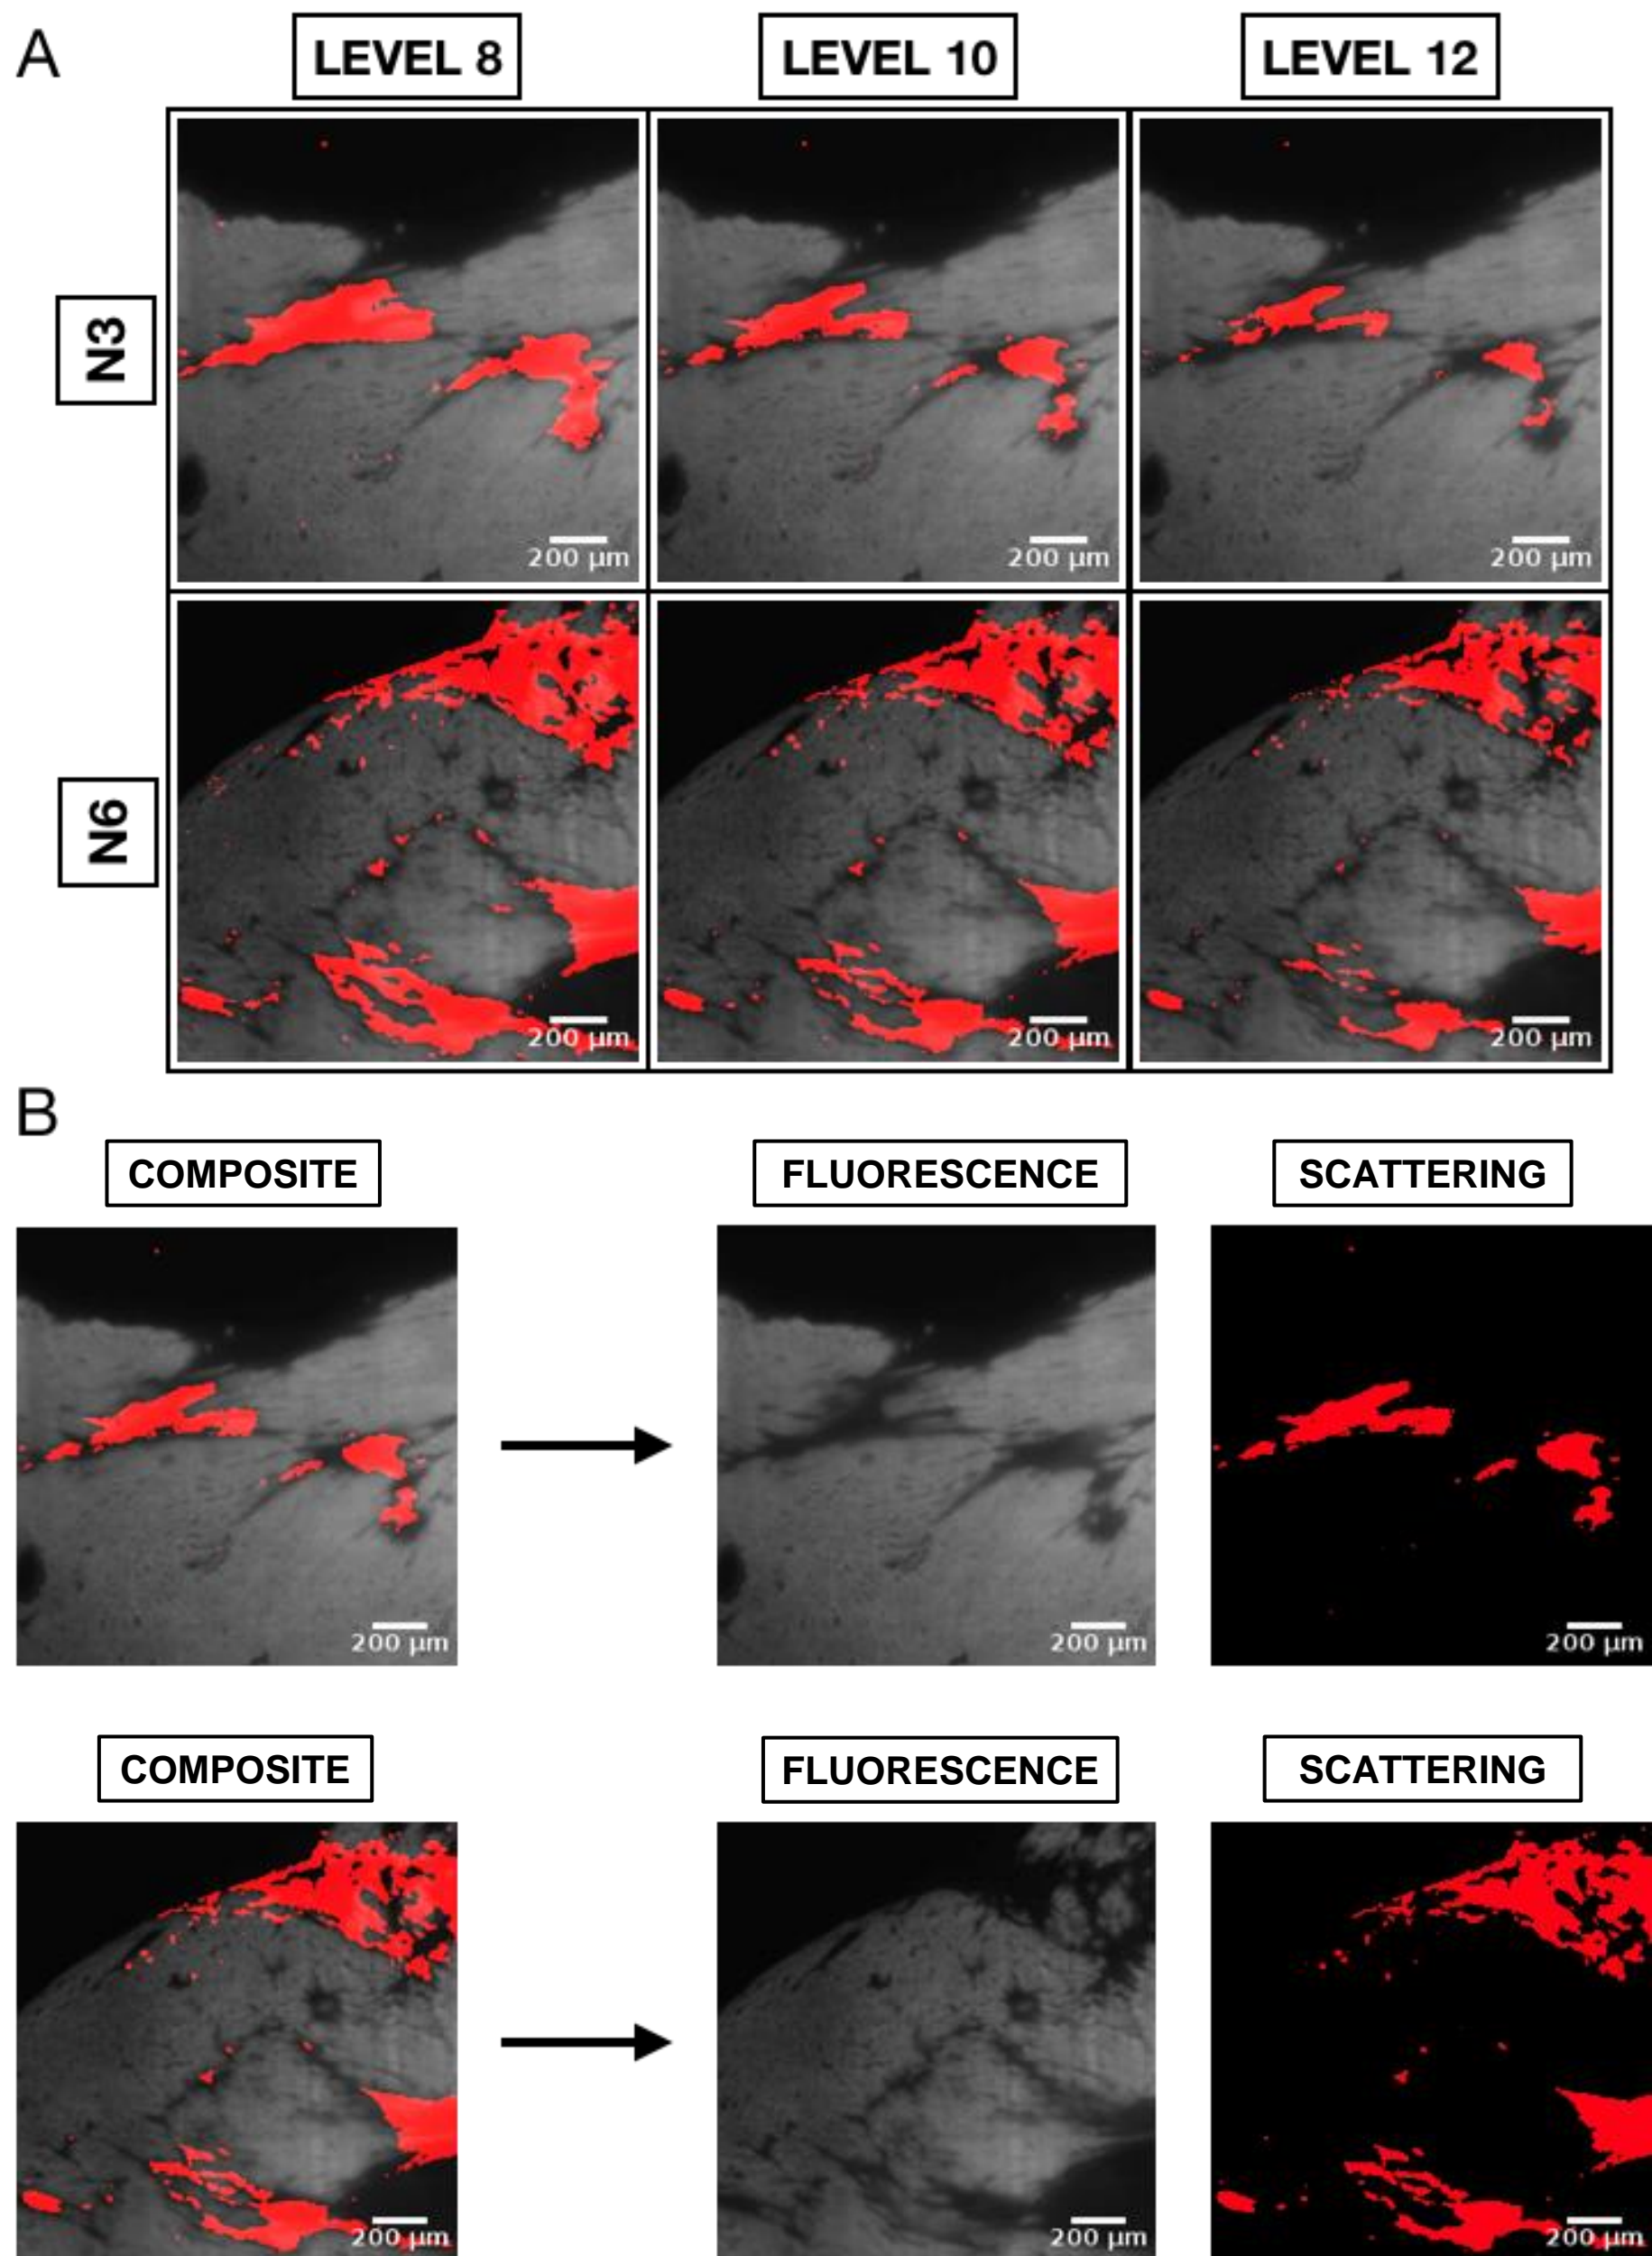 A
LEVEL 8
LEVEL 10
LEVEL 12
N3
200 µm
200 µm
200 µm
N6
200 µm
200 µm
200 µm
B
COMPOSITE
FLUORESCENCE
SCATTERING
200 µm
200 µm
200 µm
COMPOSITE
FLUORESCENCE
SCATTERING
200 µm
200 µm
200 µm